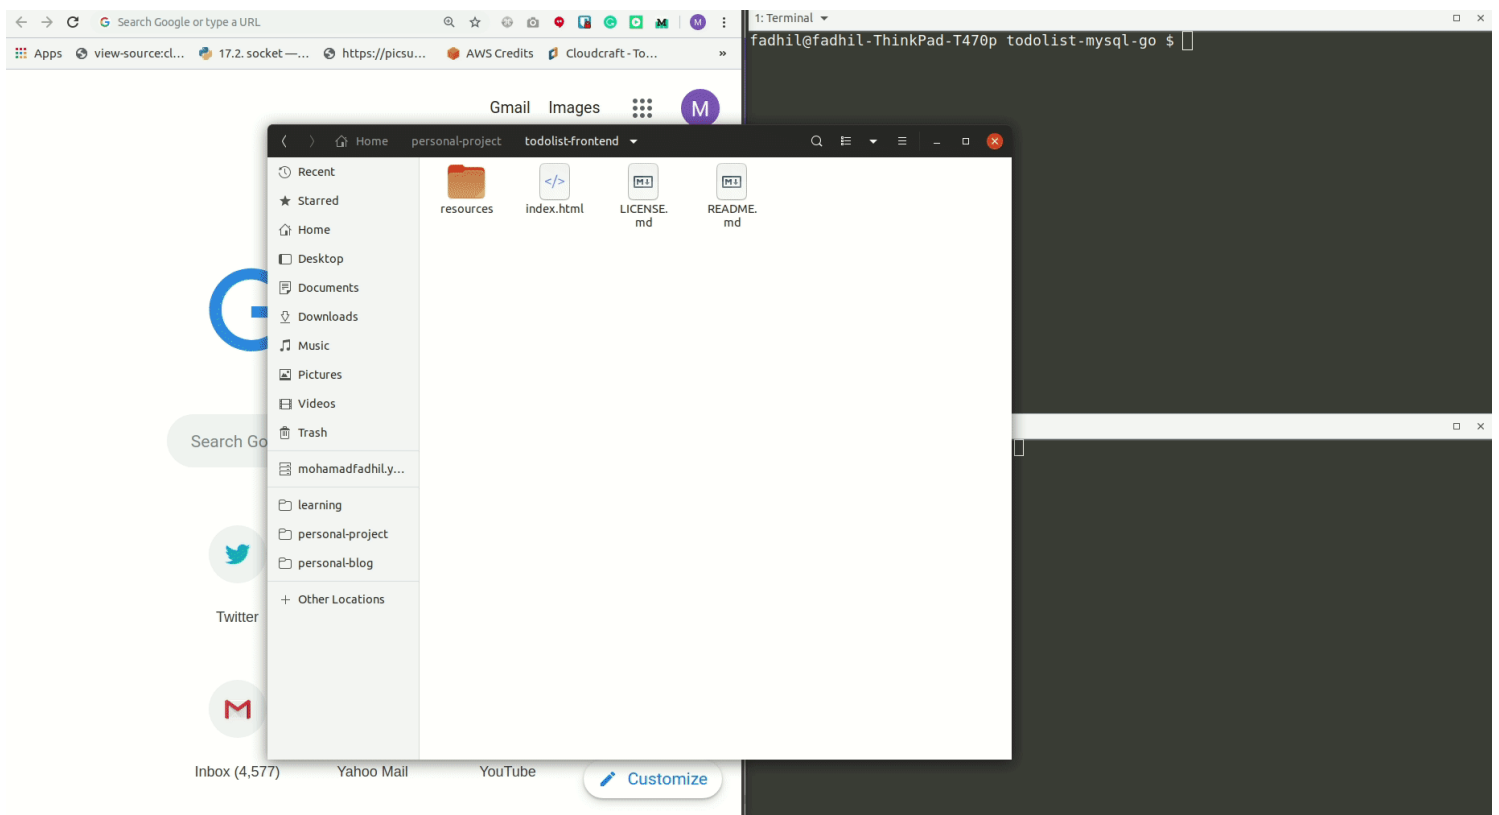 Search Google or type a URL
Apps
view-source:cl...
17.2. socket —...
https://picsu...
AWS Credits
Cloudcraft - To...
»
Gmail
Images
M
1: Terminal
fadhil@fadhil-ThinkPad-T470p todolist-mysql-go $
Home
personal-project
todolist-frontend
Recent
Starred
Home
Desktop
Documents
Downloads
Music
Pictures
Videos
Trash
mohamadfadhil.y...
learning
personal-project
personal-blog
+ Other Locations
resources
index.html
LICENSE.
md
README.
md
Search Go
Twitter
Inbox (4,577)
Yahoo Mail
YouTube
Customize